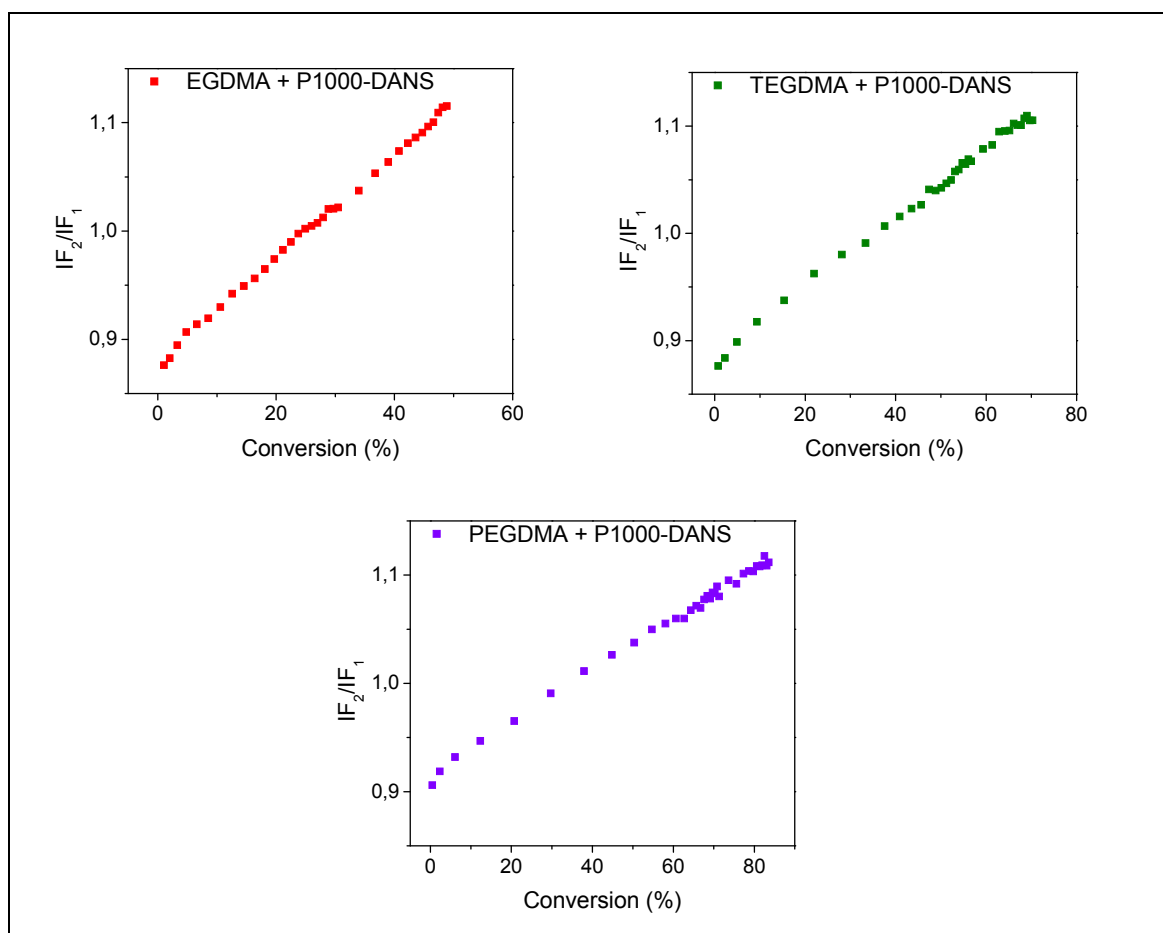 EGDMA + P1000-DANS
1,1
1,0
0,9
IF₂/IF₁
0 20 40 60
Conversion (%)
TEGDMA + P1000-DANS
1,1
1,0
0,9
IF₂/IF₁
0 20 40 60 80
Conversion (%)
PEGDMA + P1000-DANS
1,1
1,0
0,9
IF₂/IF₁
0 20 40 60 80
Conversion (%)